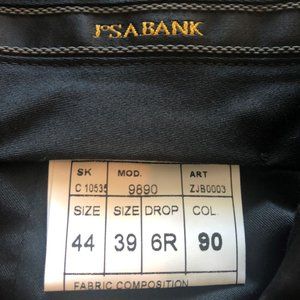 JoS.A.BANK
SK MOD. ART
C 10535 9890 ZJB0003
SIZE SIZE DROP COL.
44 39 6R 90
FABRIC COMPOSITION